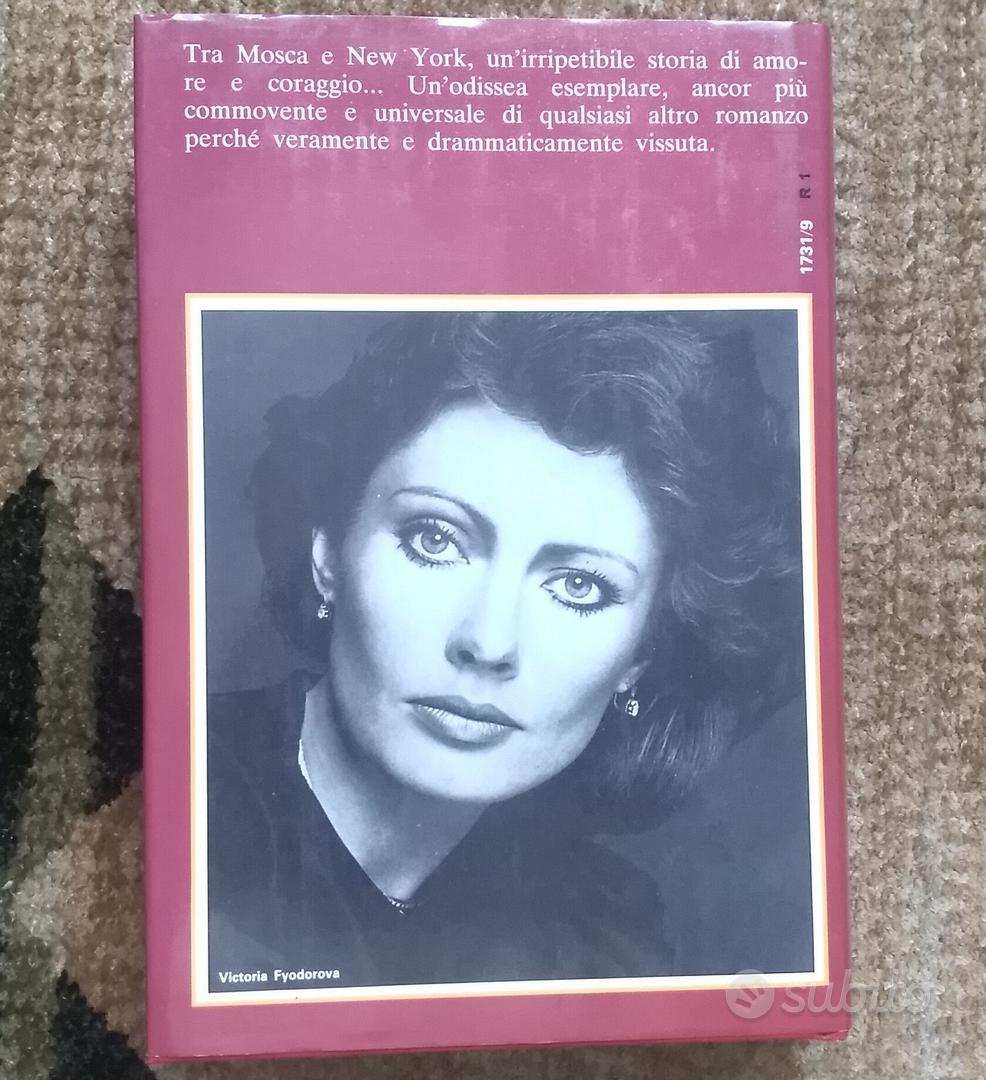 Tra Mosca e New York, un'irripetibile storia di amo-
re e coraggio... Un'odissea esemplare, ancor più
commovente e universale di qualsiasi altro romanzo
perché veramente e drammaticamente vissuta.
1731/9 R 1
Victoria Fyodorova
subito